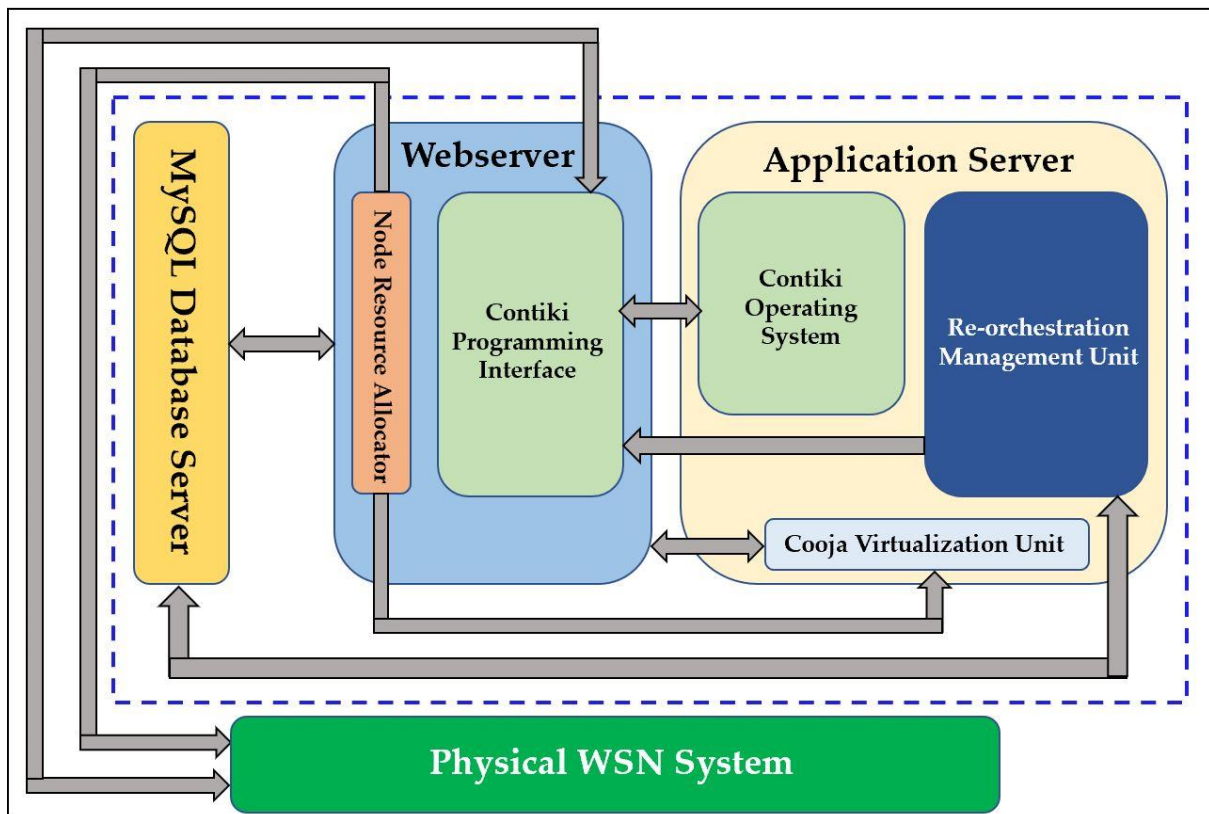 MySQL Database Server
Webserver
Node Resource Allocator
Contiki
Programming
Interface
Application Server
Contiki
Operating
System
Re-orchestration
Management Unit
Cooja Virtualization Unit
Physical WSN System